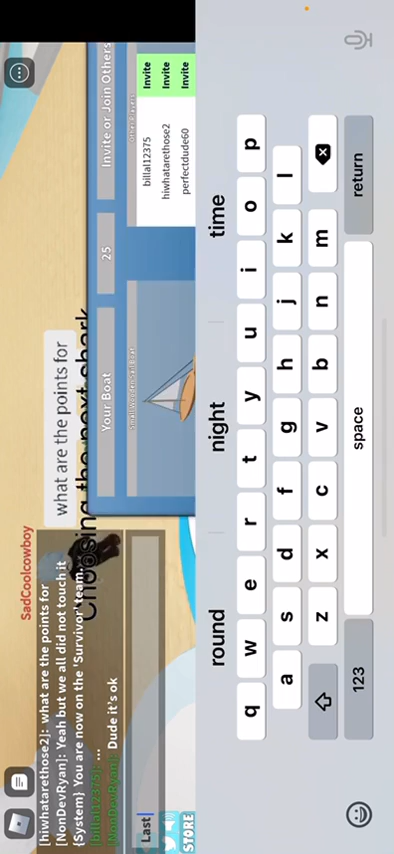 SadCoolcowboy
[hiwhatarethose2]: what are the points for
[NonDevRyan]: Yeah but we all did not touch it
{System} You are now on the 'Survivor' team.
[billal12375]: ...
[NonDevRyan]: Dude it's ok
Last
STORE
what are the points for
Choosing the next shark
Your Boat
25
Invite or Join Others
Small Wooden Sail Boat
Other Players
billal12375
Invite
hiwhatarethose2
Invite
perfectdude60
Invite
round night time
q w e r t y u i o p
a s d f g h j k l
z x c v b n m
123 space return